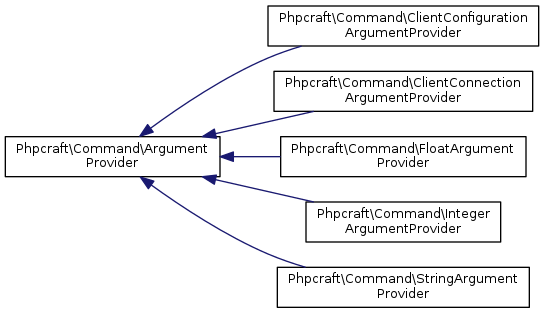 Phpcraft\Command\ClientConfiguration
ArgumentProvider
Phpcraft\Command\ClientConnection
ArgumentProvider
Phpcraft\Command\Argument
Provider
Phpcraft\Command\FloatArgument
Provider
Phpcraft\Command\Integer
ArgumentProvider
Phpcraft\Command\StringArgument
Provider